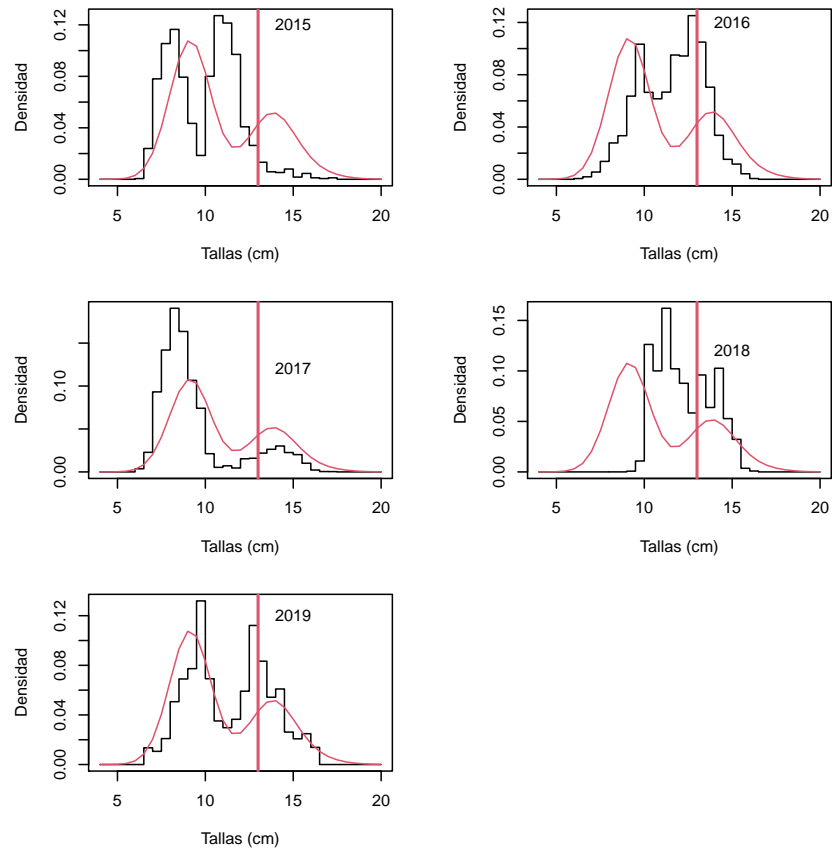 2015
0.00 0.04 0.08 0.12
Densidad
5 10 15 20
Tallas (cm)
2016
0.00 0.04 0.08 0.12
Densidad
5 10 15 20
Tallas (cm)
2017
0.00 0.10
Densidad
5 10 15 20
Tallas (cm)
2018
0.00 0.05 0.10 0.15
Densidad
5 10 15 20
Tallas (cm)
2019
0.00 0.04 0.08 0.12
Densidad
5 10 15 20
Tallas (cm)